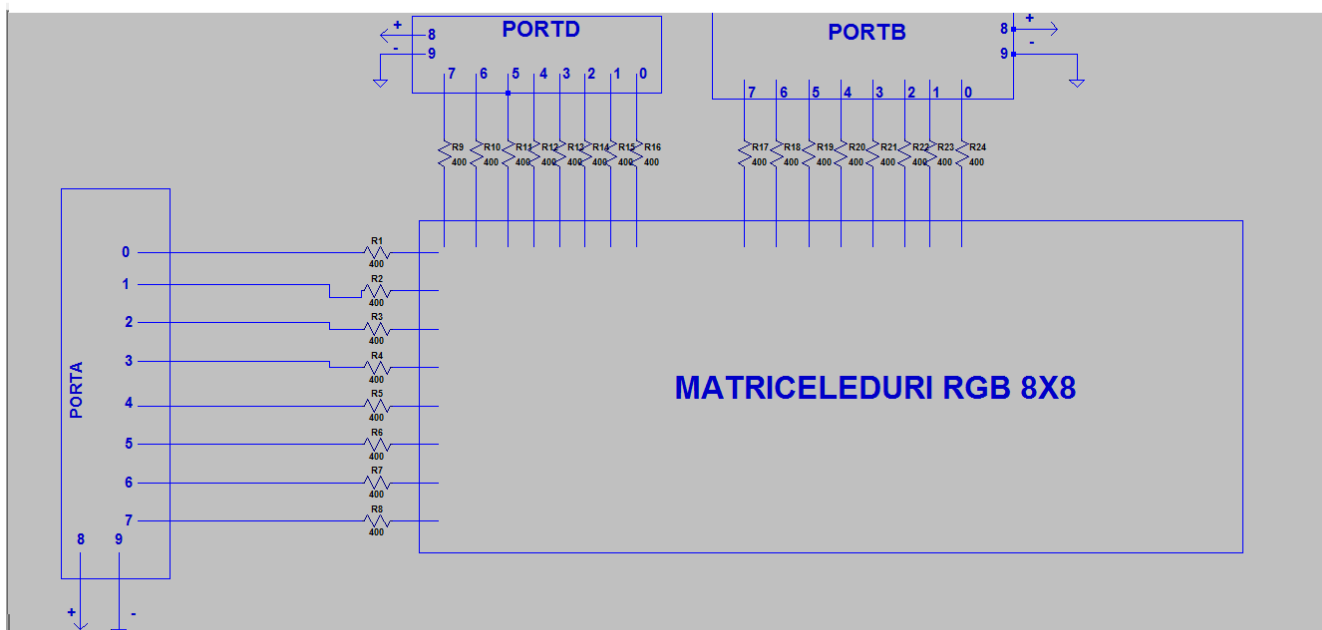 PORTD
PORTB
+
8
-
9
7 6 5 4 3 2 1 0
8
+
-
9
7 6 5 4 3 2 1 0
R9 R10 R11 R12 R13 R14 R15 R16
400 400 400 400 400 400 400 400
R17 R18 R19 R20 R21 R22 R23 R24
400 400 400 400 400 400 400 400
PORTA
0
1
2
3
4
5
6
7
8 9
+ -
R1
400
R2
400
R3
400
R4
400
R5
400
R6
400
R7
400
R8
400
MATRICELEDURI RGB 8X8